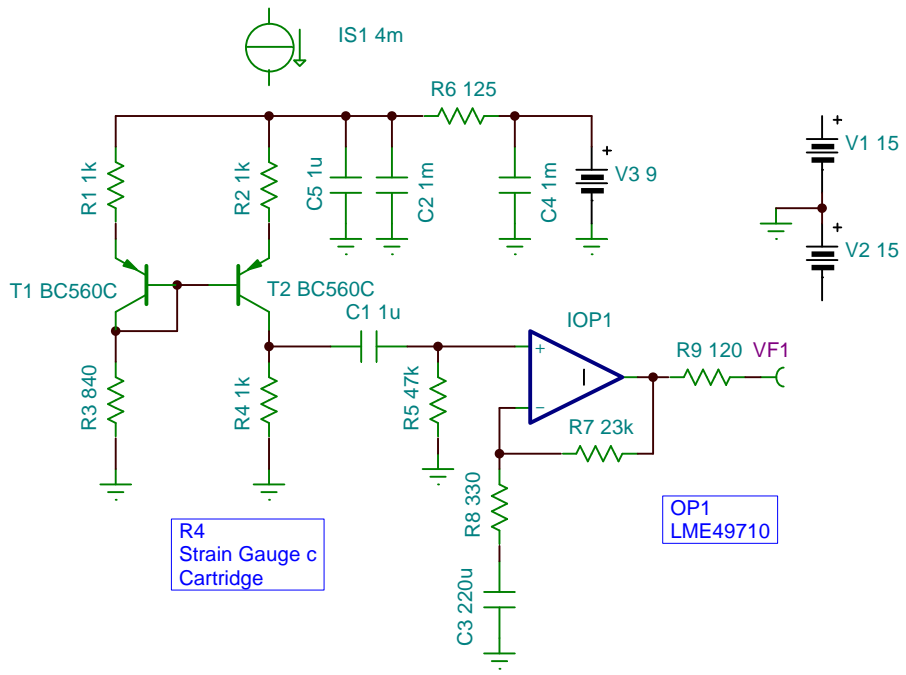 IS1 4m
R6 125
R1 1k
R2 1k
C5 1u
C2 1m
C4 1m
+
V3 9
+
V1 15
+
V2 15
T1 BC560C
T2 BC560C
C1 1u
IOP1
+
R9 120
VF1
R3 840
R4 1k
R5 47k
−
R7 23k
R8 330
C3 220u
R4
Strain Gauge c
Cartridge
OP1
LME49710